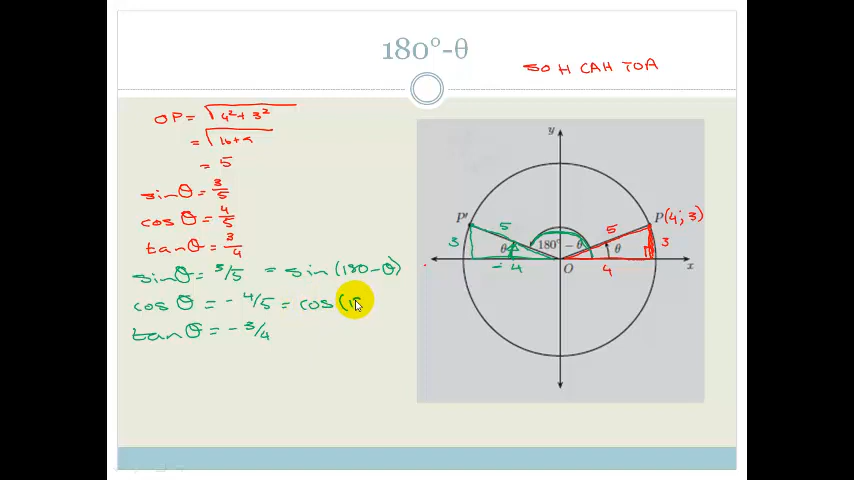 180°-θ
SOH CAH TOA
OP = √4² + 3²
= √16+9
= 5
sin θ = 3/5
cos θ = 4/5
tan θ = 3/4
sin θ = 3/5 = sin (180 - θ)
cos θ = - 4/5 = cos (18
tan θ = - 3/4
y
P'
5
5
P(4; 3)
3
θ
180° - θ
θ
3
- 4
O
4
x